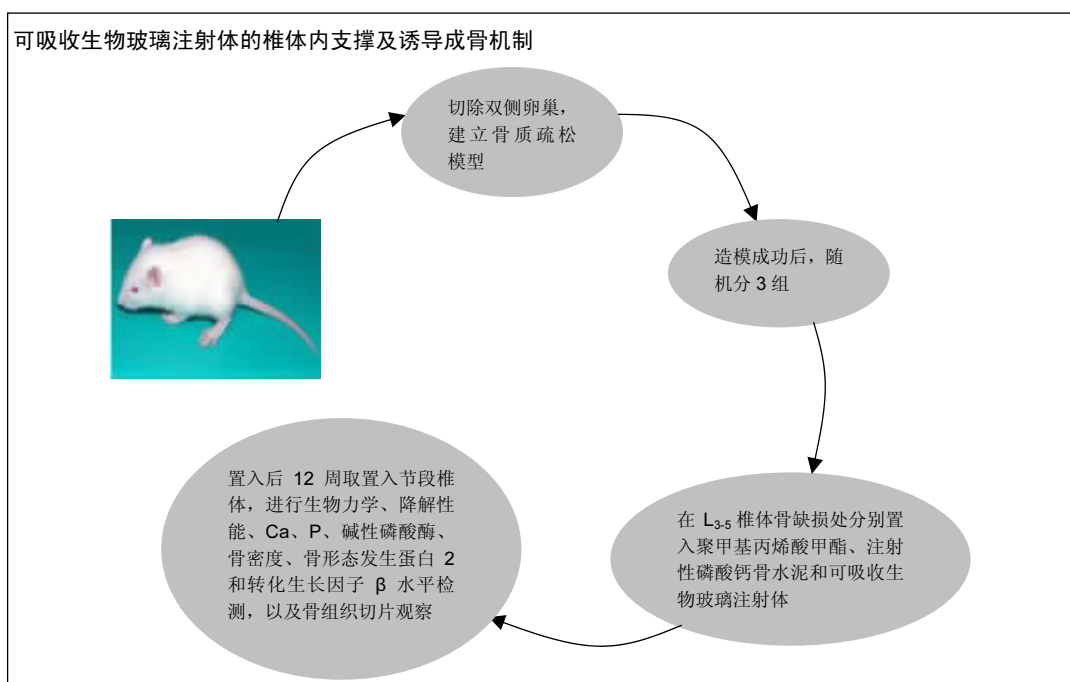 可吸收生物玻璃注射体的椎体内支撑及诱导成骨机制
切除双侧卵巢，
建立骨质疏松
模型
造模成功后，随
机分 3 组
在 L3-5 椎体骨缺损处分别置
入聚甲基丙烯酸甲酯、注射
性磷酸钙骨水泥和可吸收生
物玻璃注射体
置入后 12 周取置入节段椎
体，进行生物力学、降解性
能、Ca、P、碱性磷酸酶、
骨密度、骨形态发生蛋白 2
和转化生长因子 β 水平检
测，以及骨组织切片观察